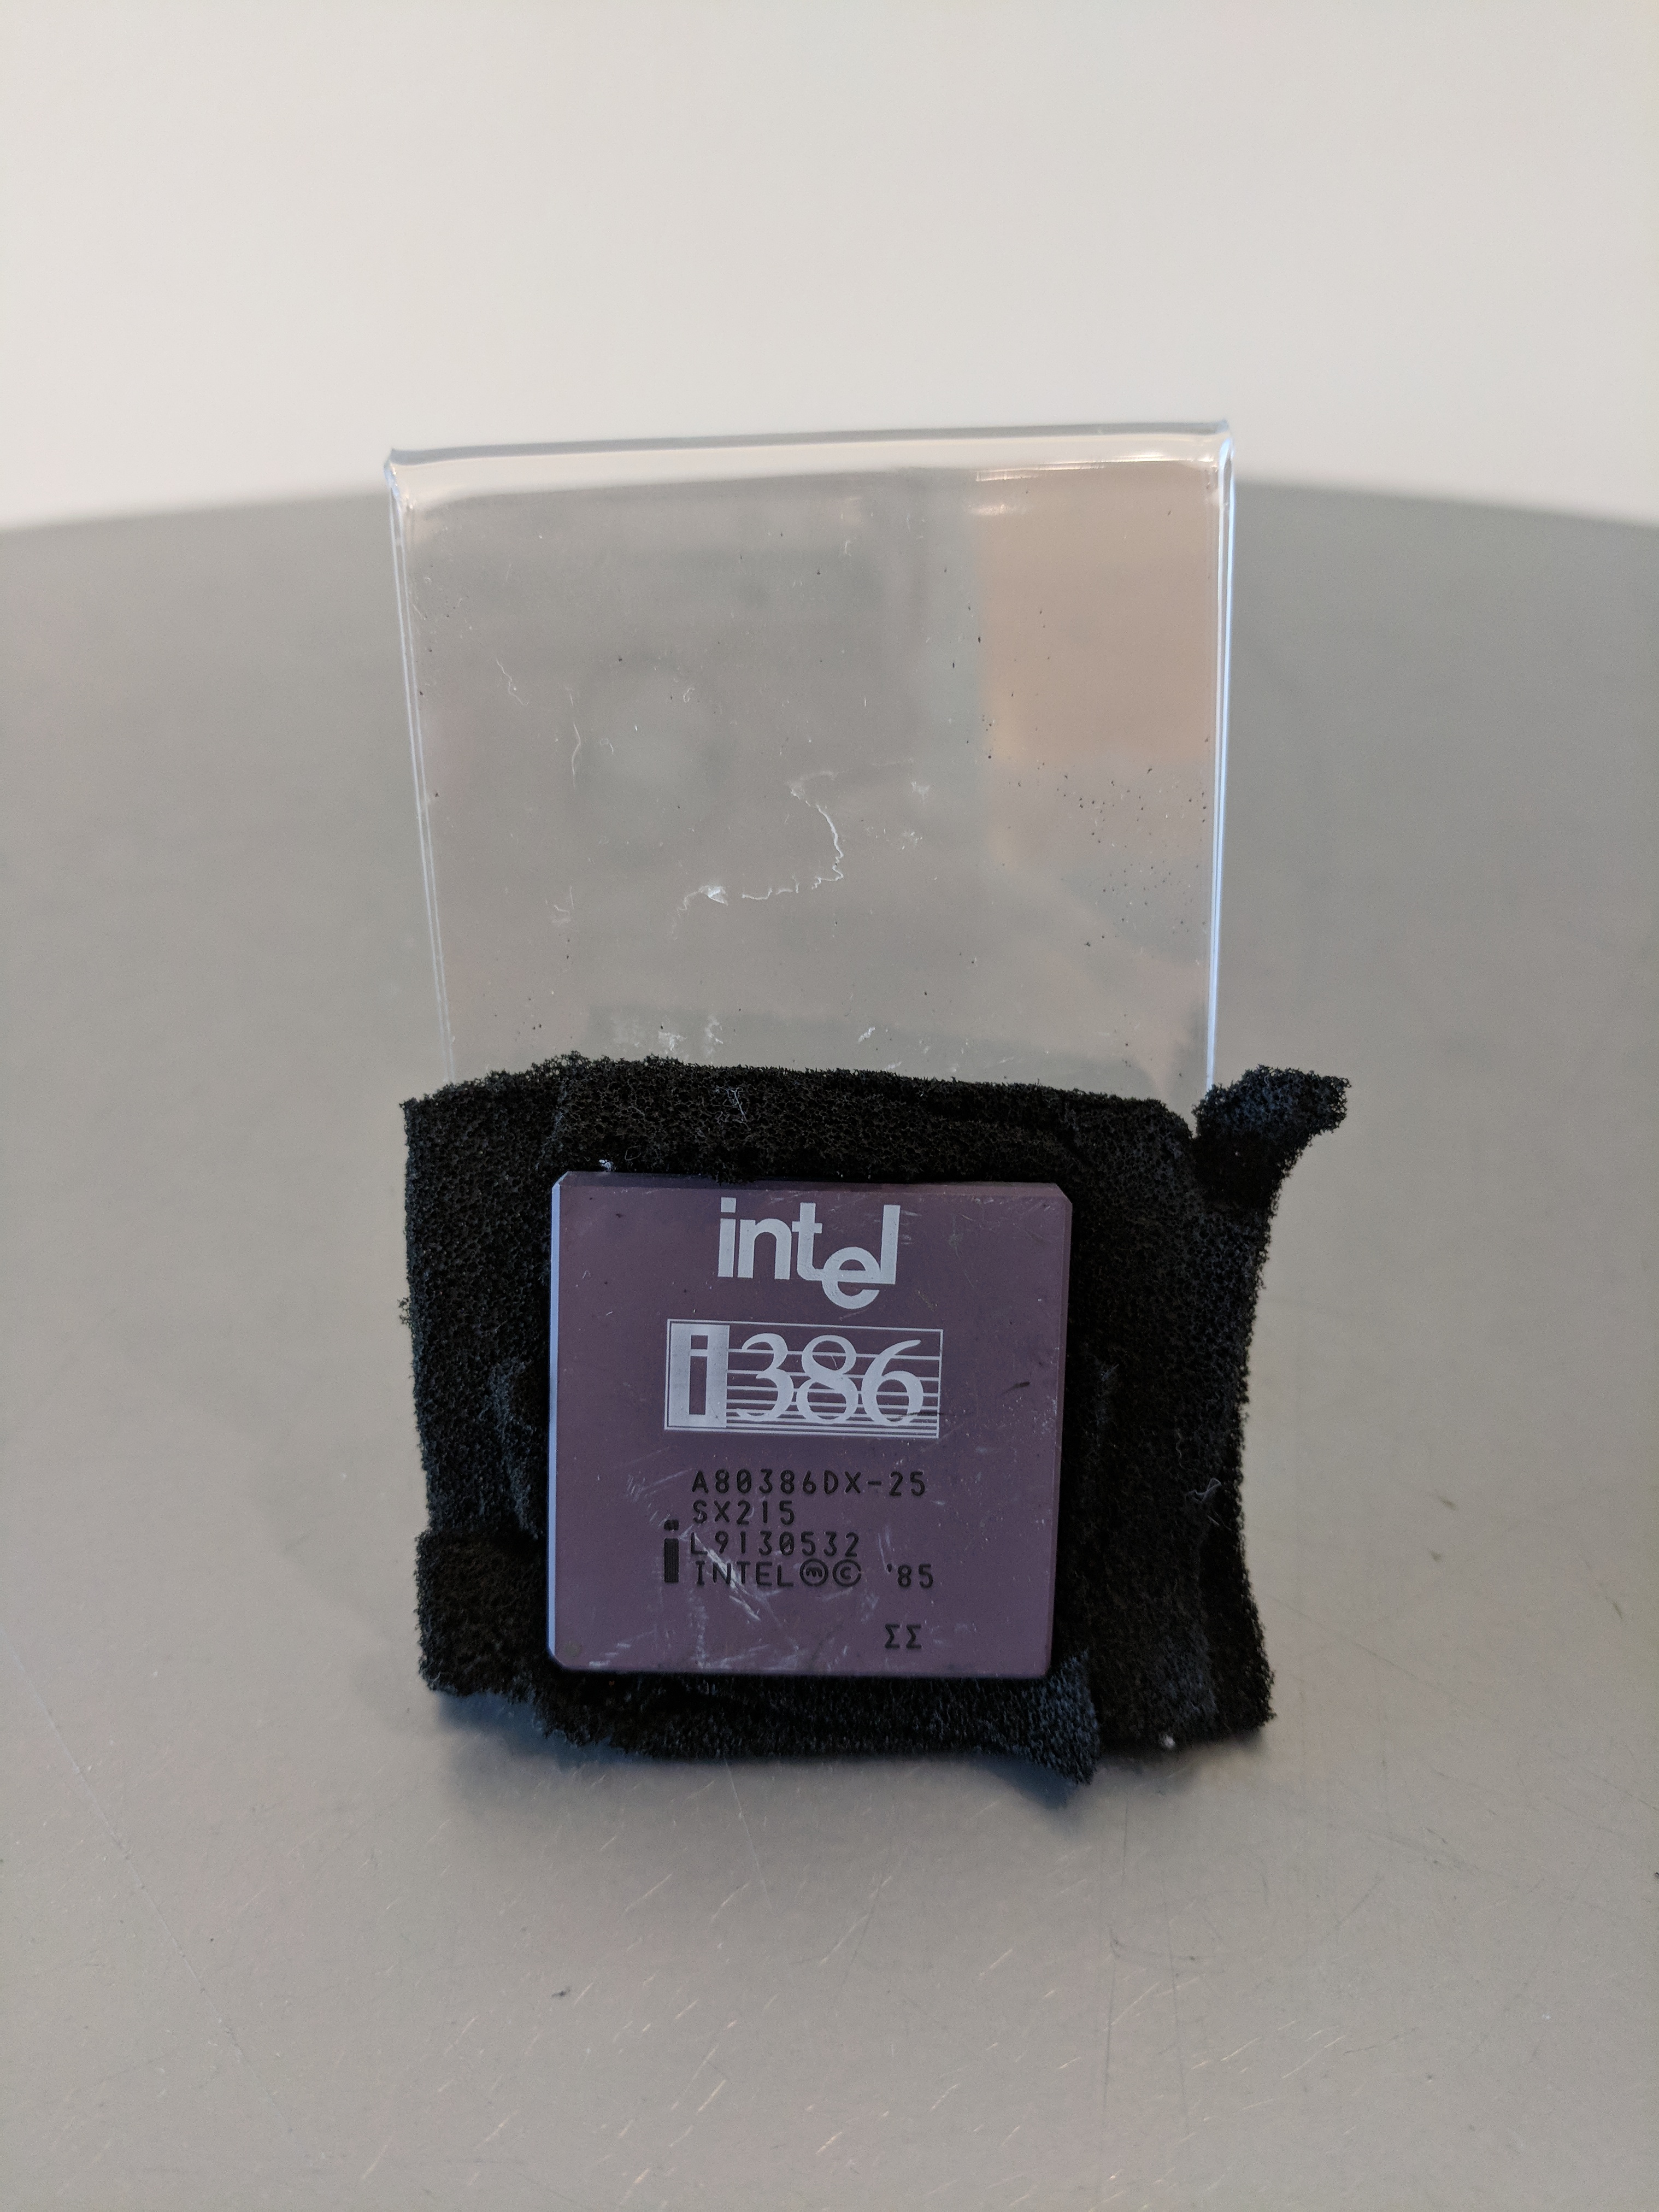 intel
i386
A80386DX-25
SX215
i L9130532
INTEL Ⓜ © '85
ΣΣ